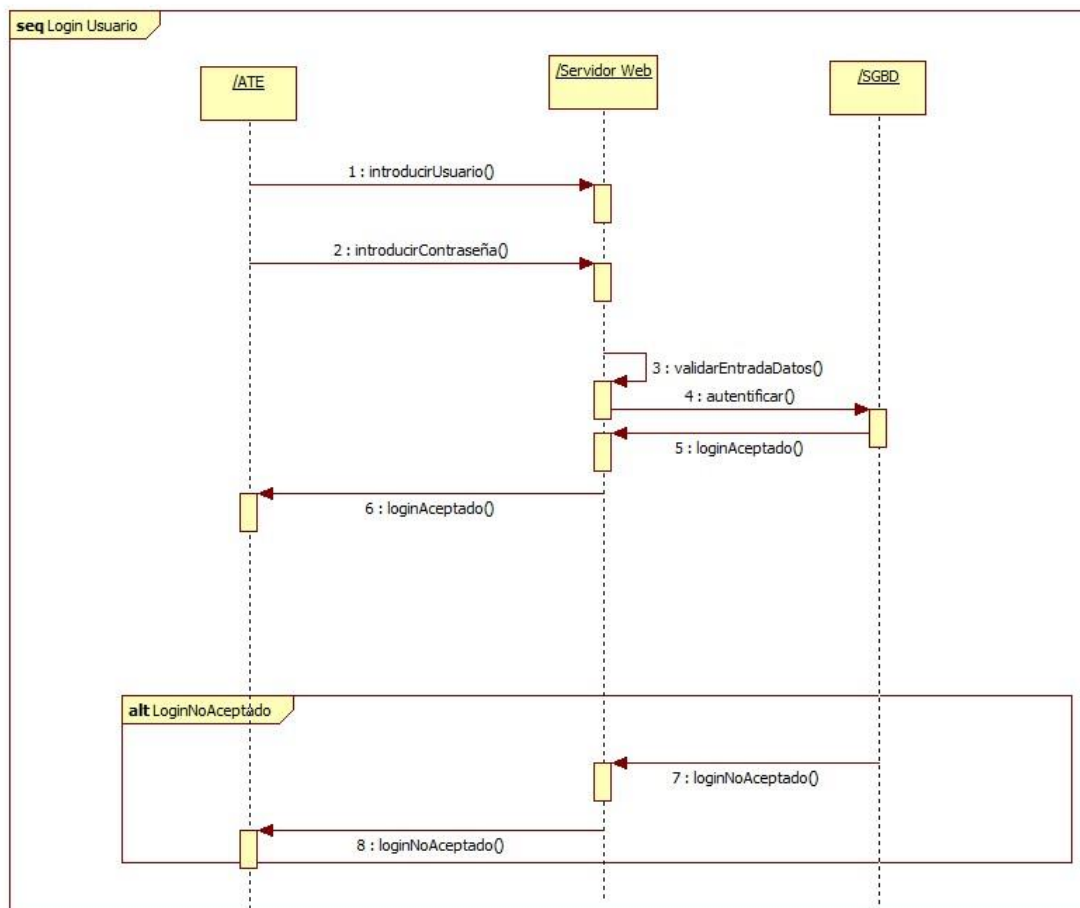 seq Login Usuario
/ATE
/Servidor Web
/SGBD
1 : introducirUsuario()
2 : introducirContraseña()
3 : validarEntradaDatos()
4 : autentificar()
5 : loginAceptado()
6 : loginAceptado()
alt LoginNoAceptado
7 : loginNoAceptado()
8 : loginNoAceptado()